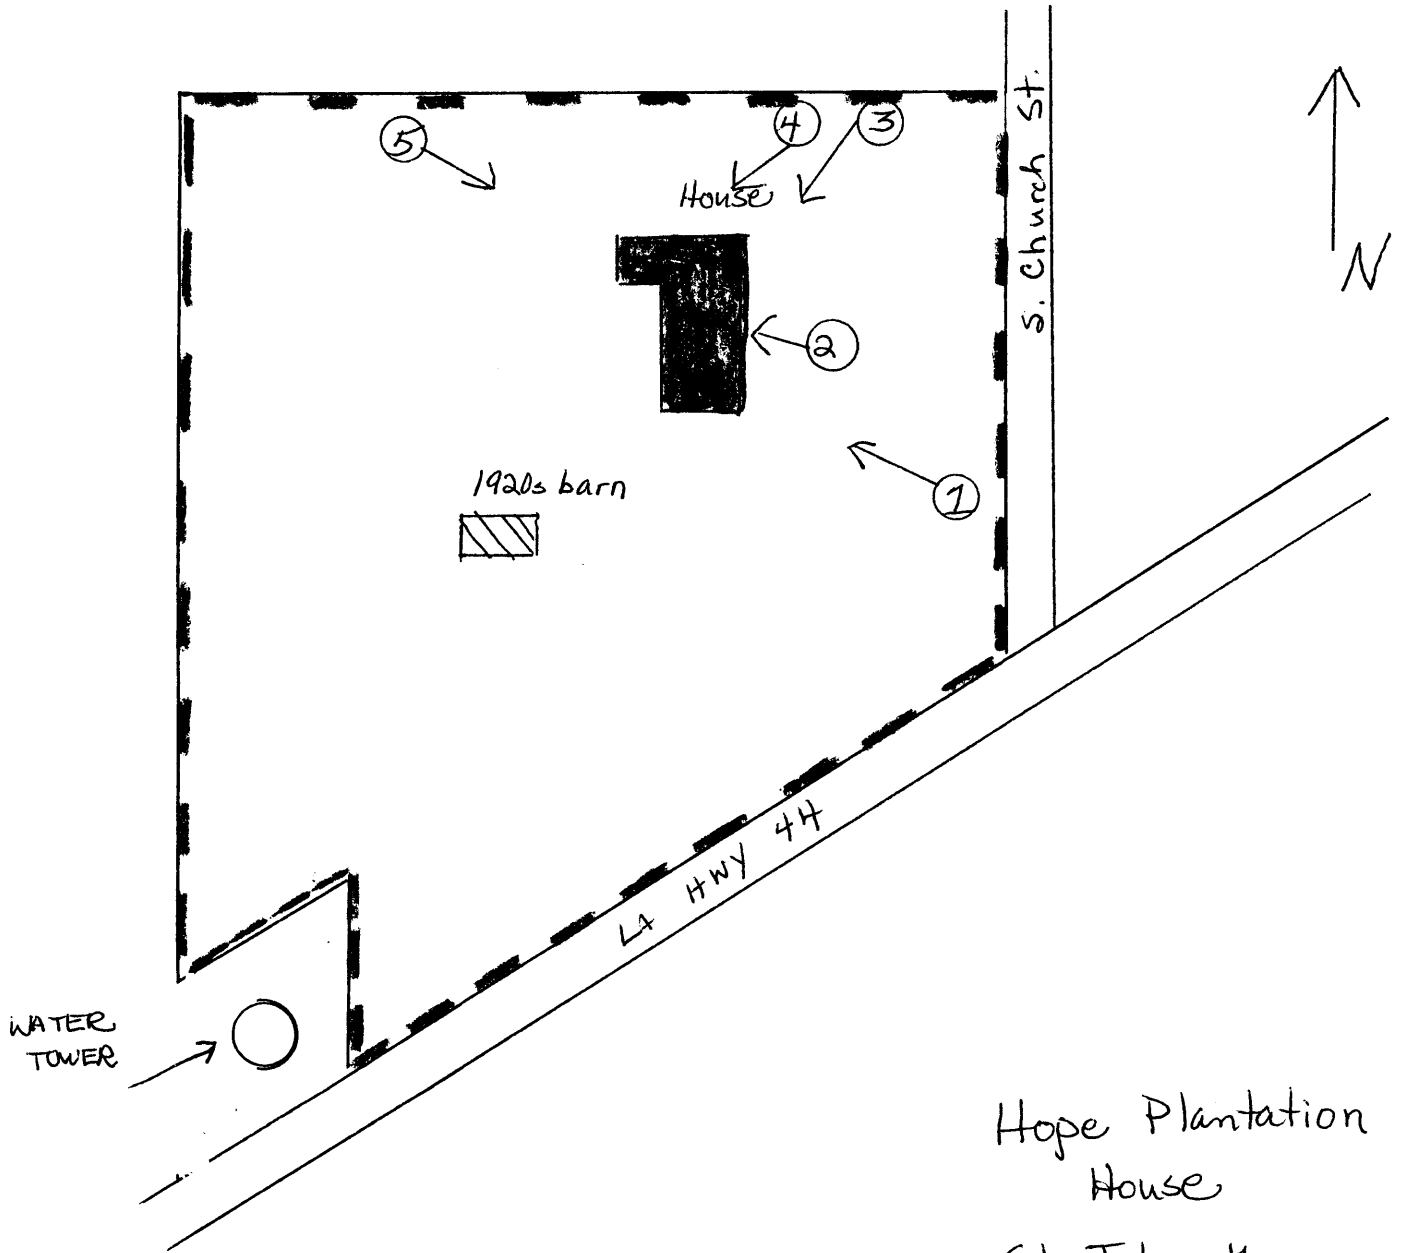 5
4
3
House
S. Church St.
N
2
1920s barn
1
LA HWY 44
WATER
TOWER
Hope Plantation
House